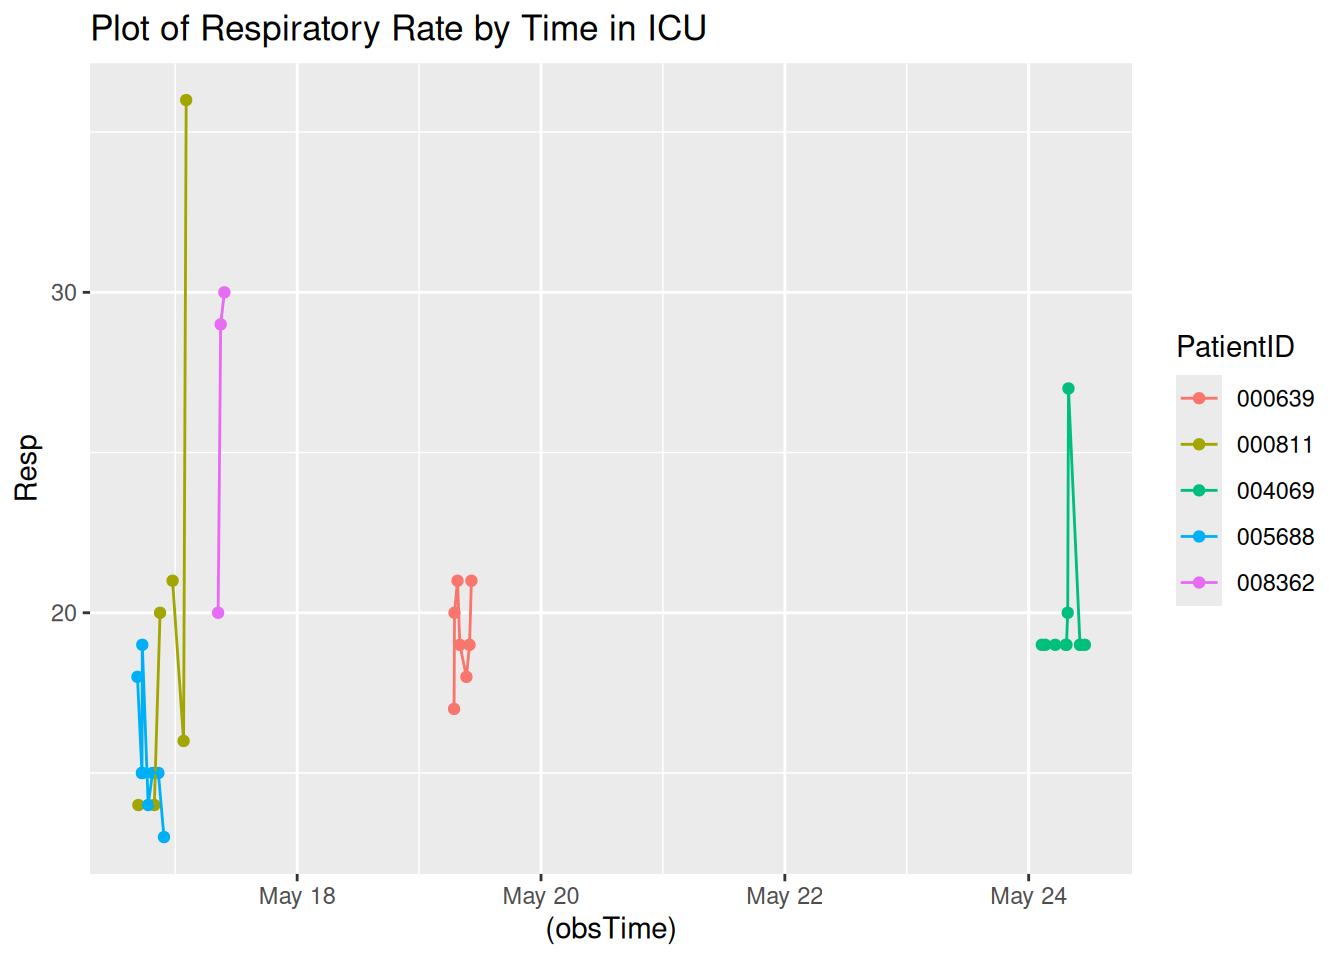 Plot of Respiratory Rate by Time in ICU
30
20
Resp
May 18
May 20
May 22
May 24
(obsTime)
PatientID
000639
000811
004069
005688
008362